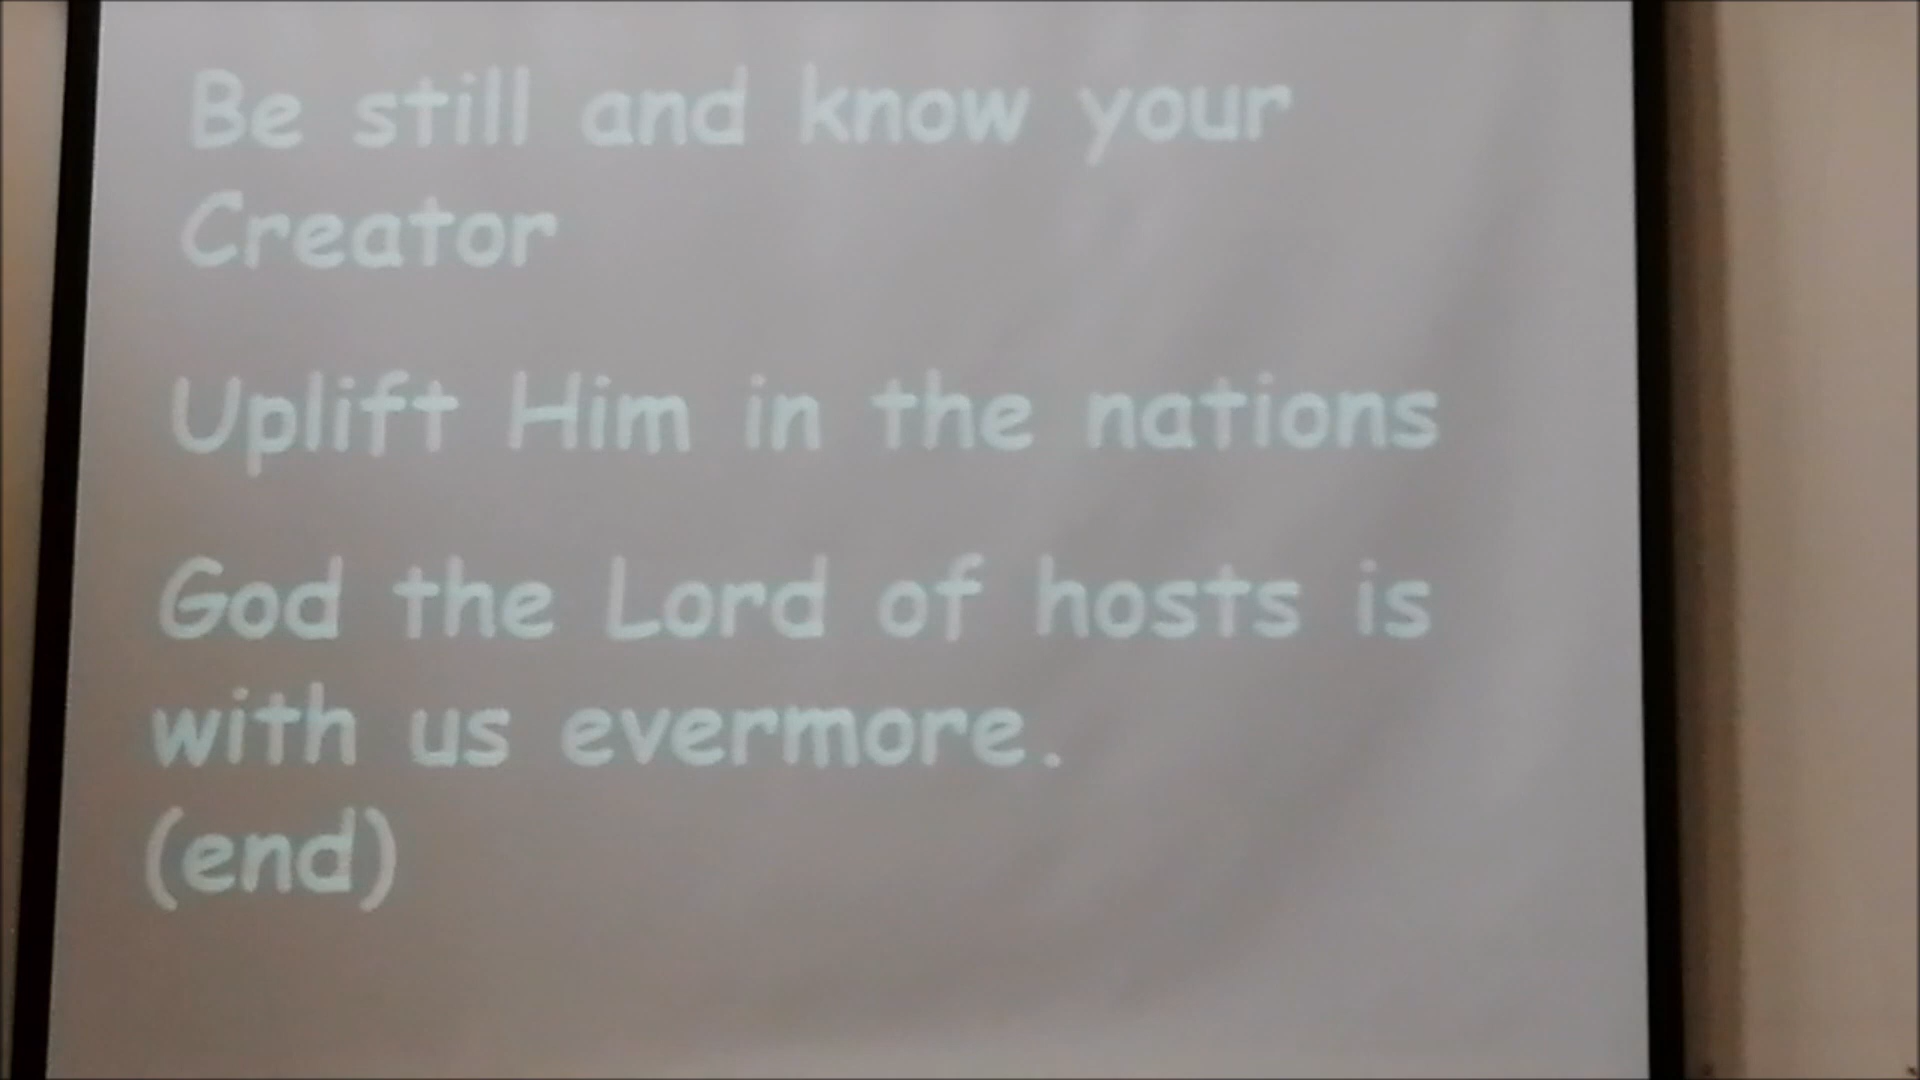 Be still and know your
Creator
Uplift Him in the nations
God the Lord of hosts is
with us evermore.
(end)